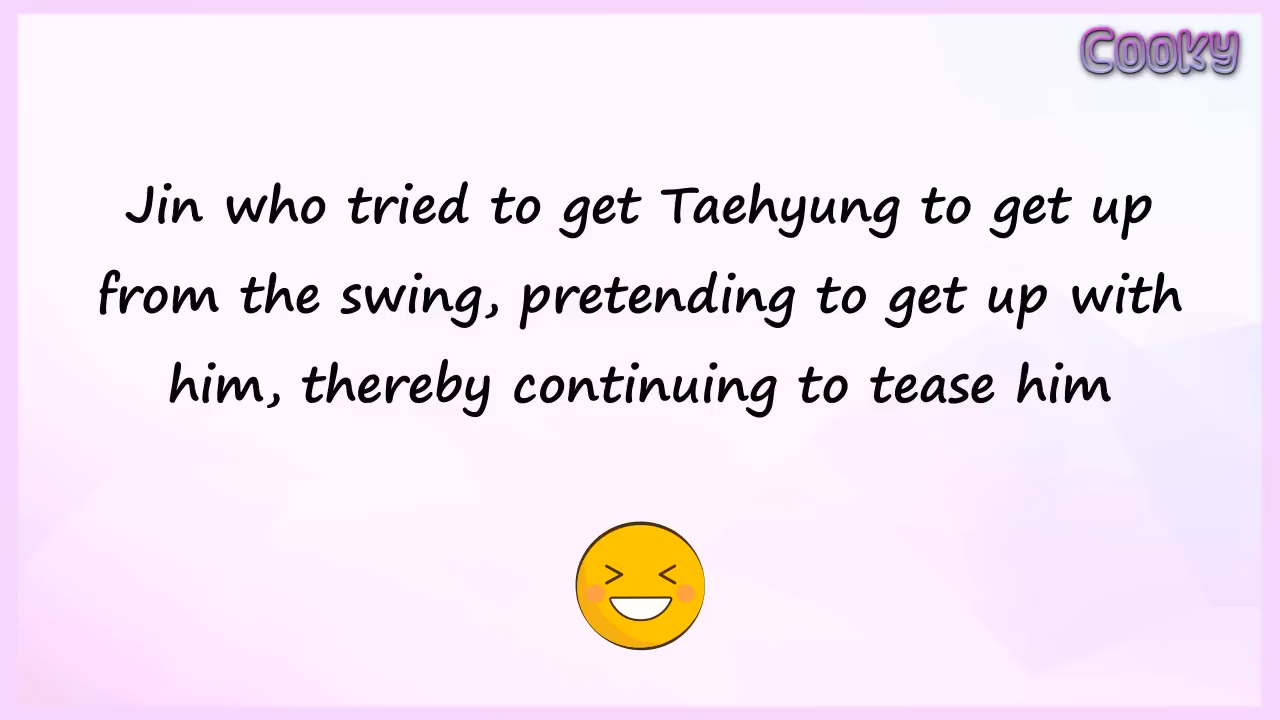 Cooky
Jin who tried to get Taehyung to get up
from the swing, pretending to get up with
him, thereby continuing to tease him